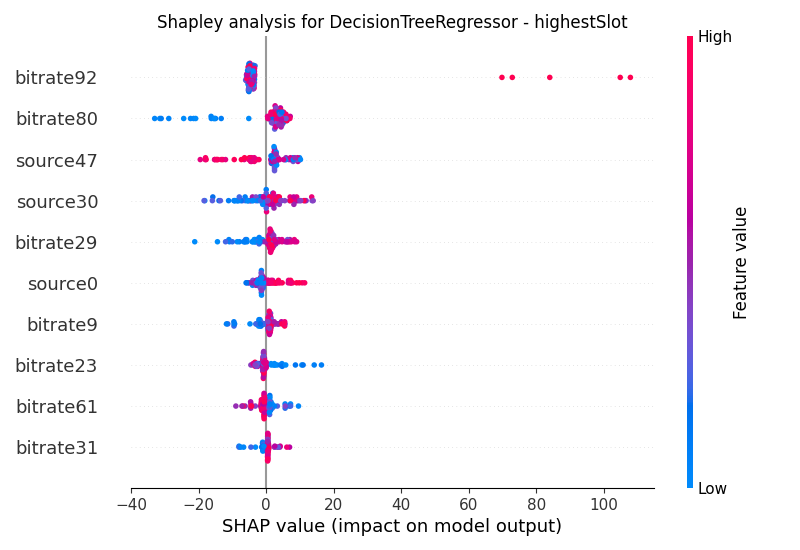 Shapley analysis for DecisionTreeRegressor - highestSlot
High
bitrate92
bitrate80
source47
source30
bitrate29
source0
bitrate9
bitrate23
bitrate61
bitrate31
Feature value
Low
−40 −20 0 20 40 60 80 100
SHAP value (impact on model output)